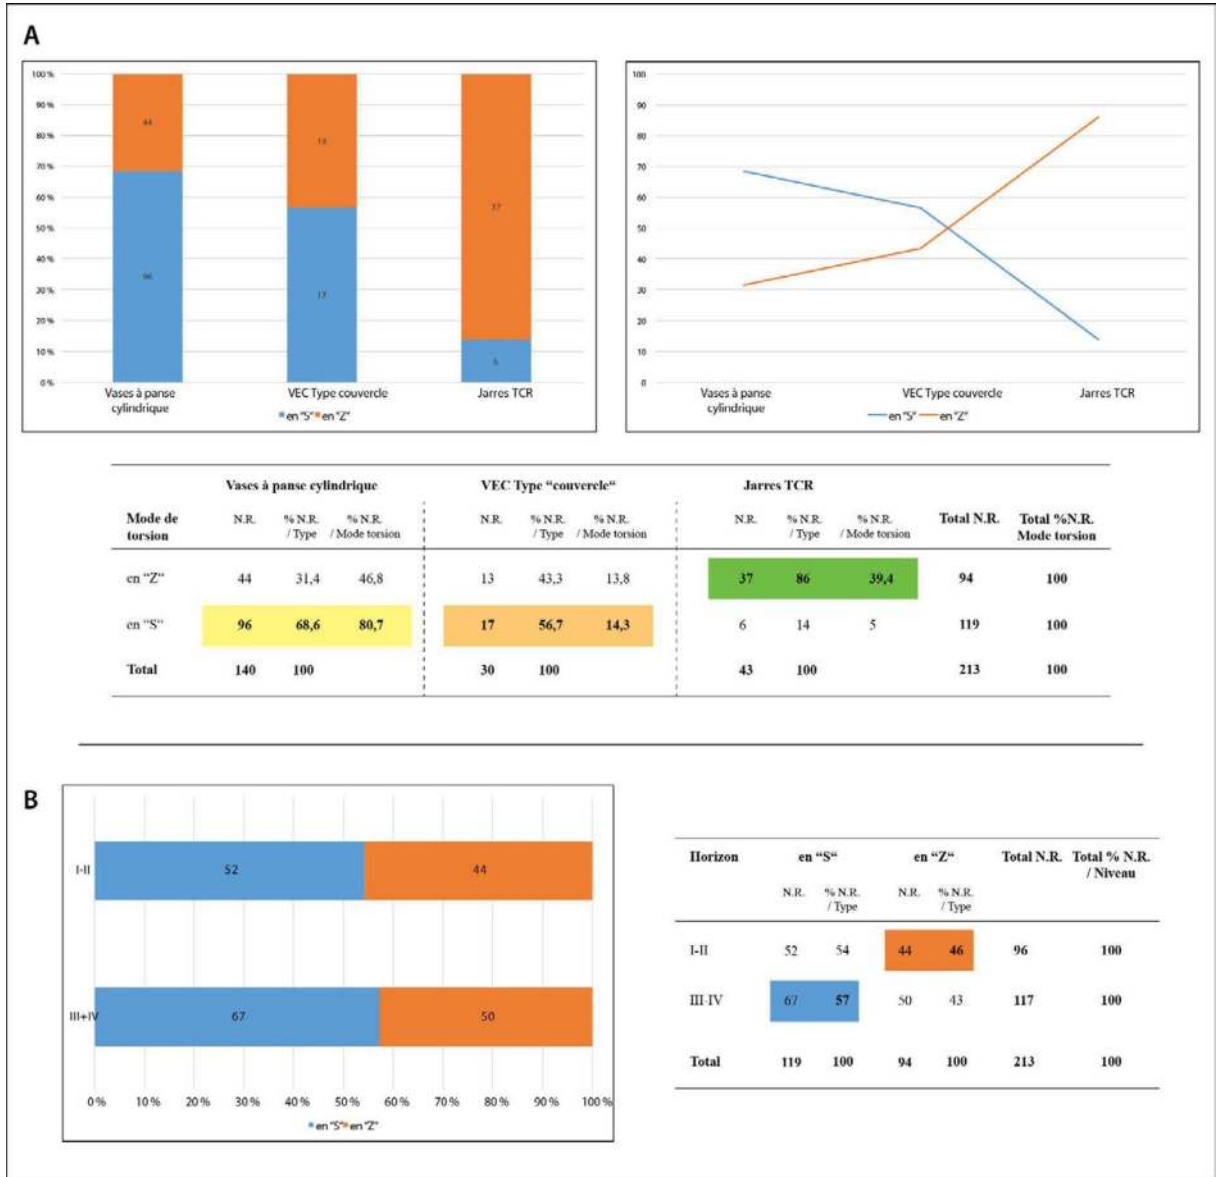 A
100 %
90 %
80 %
70 %
60 %
50 %
40 %
30 %
20 %
10 %
0 %
44 13 37
96 17
Vases à panse cylindrique VEC Type couvercle Jarres TCR
en "S" en "Z"
100
90
80
70
60
50
40
30
20
10
0
Vases à panse cylindrique VEC Type couvercle Jarres TCR
en "S" en "Z"
Vases à panse cylindrique VEC Type "couvercle" Jarres TCR
Mode de torsion N.R. % N.R. / Type % N.R. / Mode torsion N.R. % N.R. / Type % N.R. / Mode torsion N.R. % N.R. / Type % N.R. / Mode torsion Total N.R. Total %N.R. Mode torsion
en "Z" 44 31,4 46,8 13 43,3 13,8 37 86 39,4 94 100
en "S" 96 68,6 80,7 17 56,7 14,3 6 14 5 119 100
Total 140 100 30 100 43 100 213 100
B
I-II 52 44
III+IV 67 50
0 % 10 % 20 % 30 % 40 % 50 % 60 % 70 % 80 % 90 % 100 %
en "S" en "Z"
Horizon en "S" en "Z" Total N.R. Total % N.R. / Niveau
N.R. % N.R. / Type N.R. % N.R. / Type
I-II 52 54 44 46 96 100
III-IV 67 57 50 43 117 100
Total 119 100 94 100 213 100